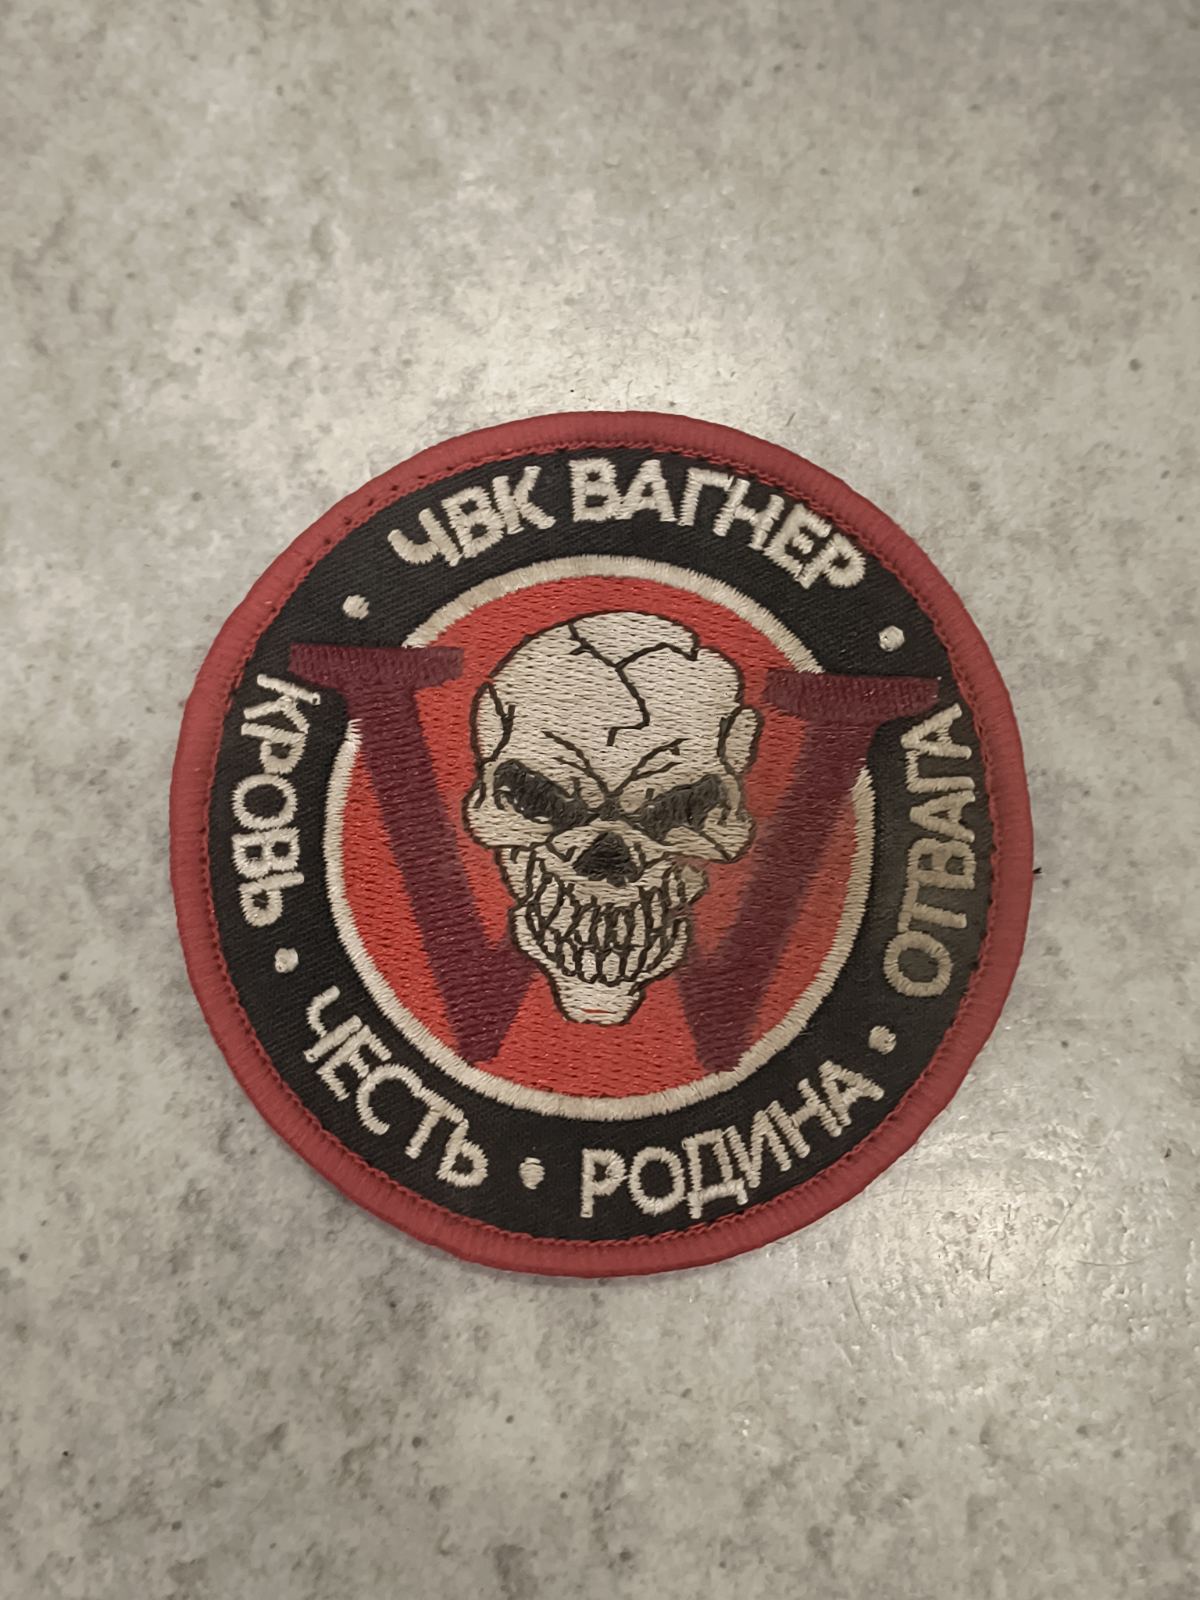 ЧВК ВАГНЕР
КРОВЬ • ЧЕСТЬ • РОДИНА • ОТВАГА
W